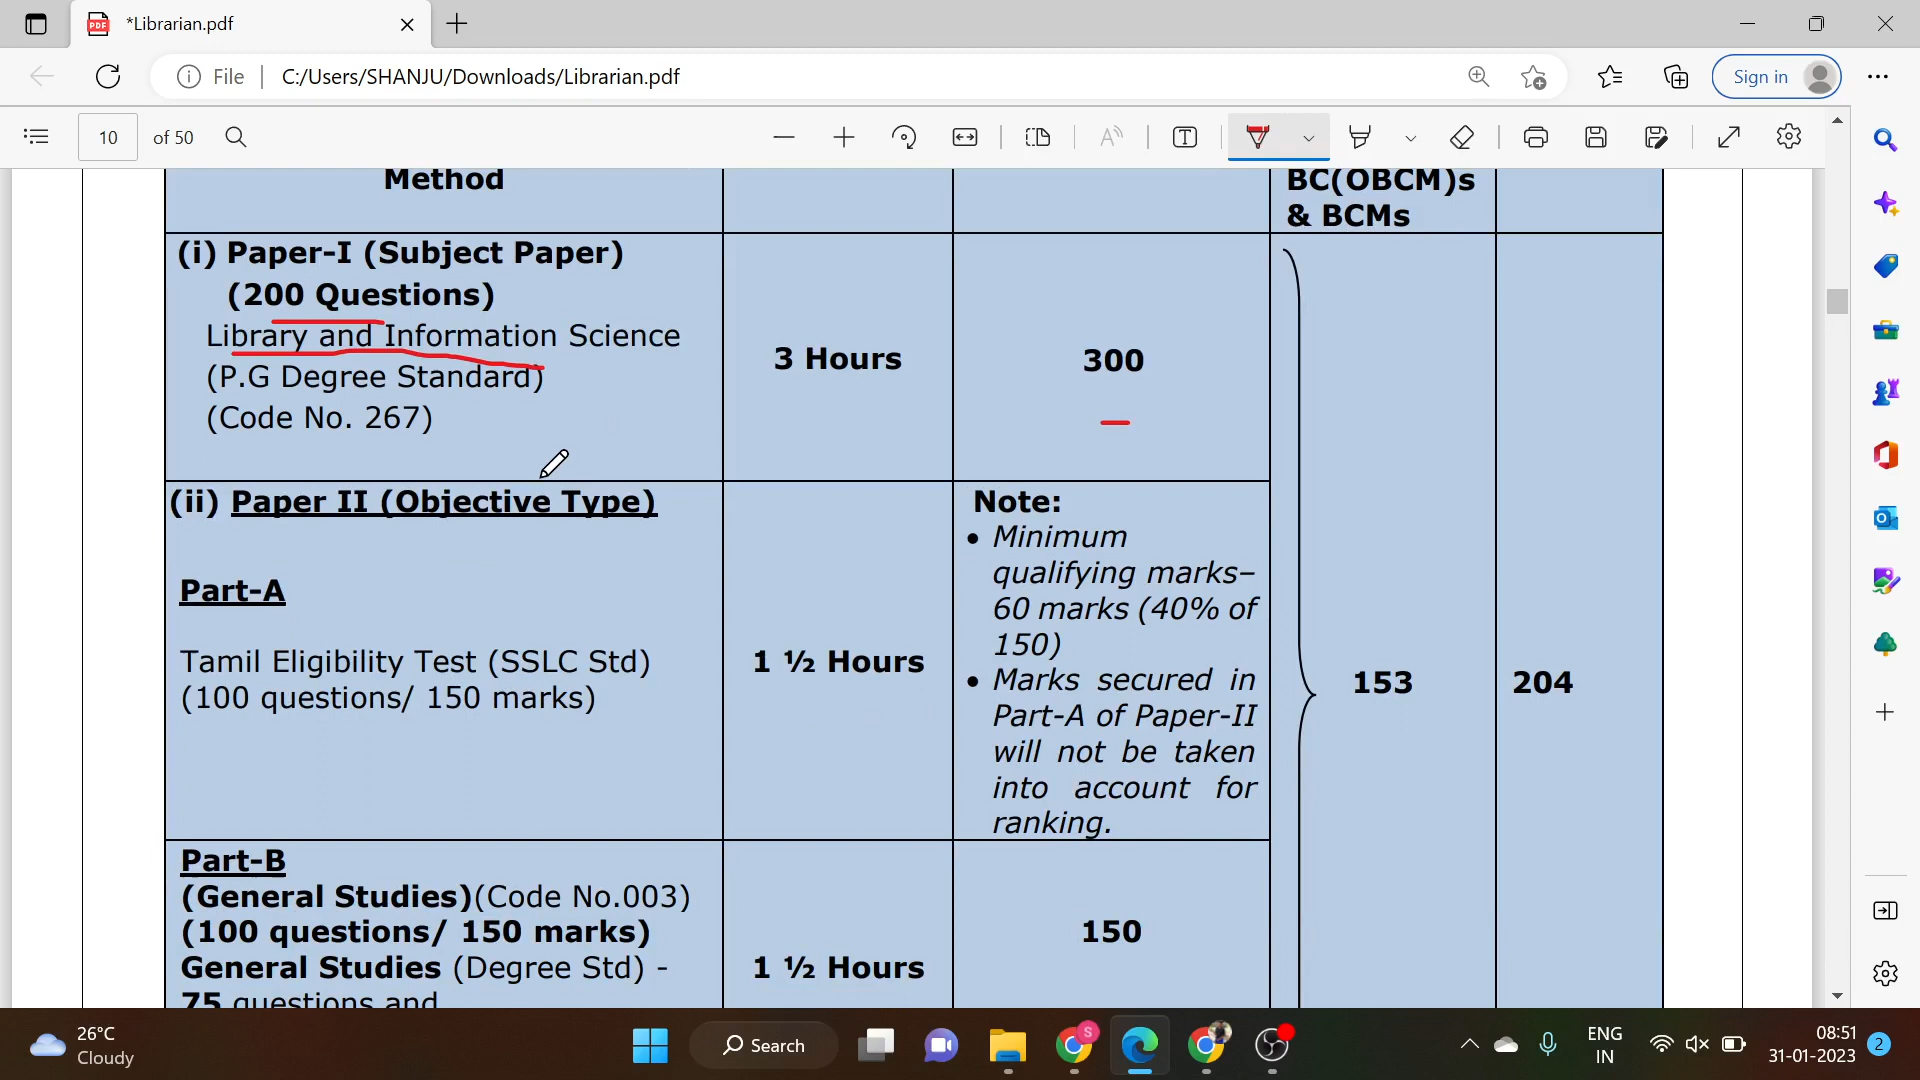 *Librarian.pdf
File
C:/Users/SHANJU/Downloads/Librarian.pdf
Sign in
10 of 50
Method
BC(OBCM)s
& BCMs
(i) Paper-I (Subject Paper)
(200 Questions)
Library and Information Science
(P.G Degree Standard)
(Code No. 267)
3 Hours
300
(ii) Paper II (Objective Type)
Part-A
Tamil Eligibility Test (SSLC Std)
(100 questions/ 150 marks)
1 ½ Hours
Note:
• Minimum
qualifying marks–
60 marks (40% of
150)
• Marks secured in
Part-A of Paper-II
will not be taken
into account for
ranking.
153
204
Part-B
(General Studies)(Code No.003)
(100 questions/ 150 marks)
General Studies (Degree Std) -
75 questions and
1 ½ Hours
150
26°C
Cloudy
Search
ENG
IN
08:51
31-01-2023
2